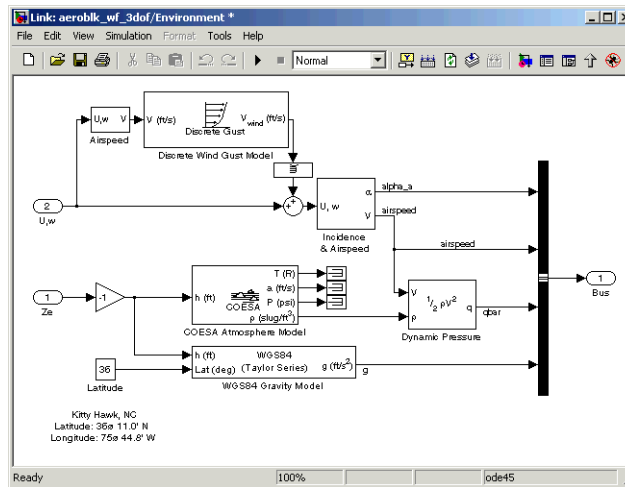 Link: aeroblk_wf_3dof/Environment *
File Edit View Simulation Format Tools Help
Normal
U,w V
Airspeed
V (ft/s) V wind (ft/s)
Discrete Gust
Discrete Wind Gust Model
2
U,w
U, w
α
V
Incidence
& Airspeed
alpha_a
airspeed
airspeed
1
Ze
-1
h (ft)
COESA
T (R)
a (ft/s)
P (psi)
ρ (slug/ft³)
COESA Atmosphere Model
V
ρ
½ ρV²
q
qbar
Dynamic Pressure
1
Bus
36
Latitude
h (ft)
Lat (deg)
WGS84
(Taylor Series)
g (ft/s²)
g
WGS84 Gravity Model
Kitty Hawk, NC
Latitude: 36ø 11.0' N
Longitude: 75ø 44.8' W
Ready 100% ode45